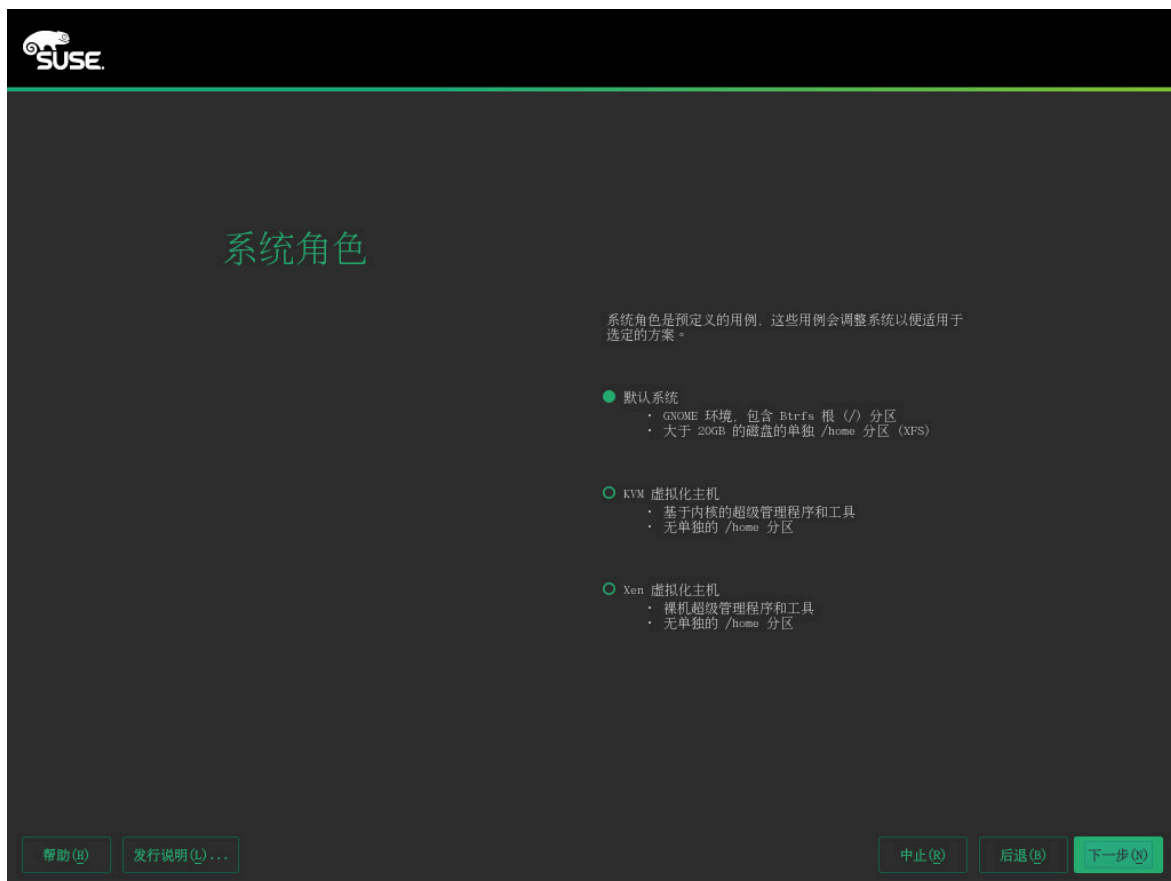 SUSE.
系统角色
系统角色是预定义的用例，这些用例会调整系统以便适用于
选定的方案。
默认系统
· GNOME 环境，包含 Btrfs 根 (/) 分区
· 大于 20GB 的磁盘的单独 /home 分区 (XFS)
KVM 虚拟化主机
· 基于内核的超级管理程序和工具
· 无单独的 /home 分区
Xen 虚拟化主机
· 裸机超级管理程序和工具
· 无单独的 /home 分区
帮助(H) 发行说明(L)... 中止(R) 后退(B) 下一步(N)